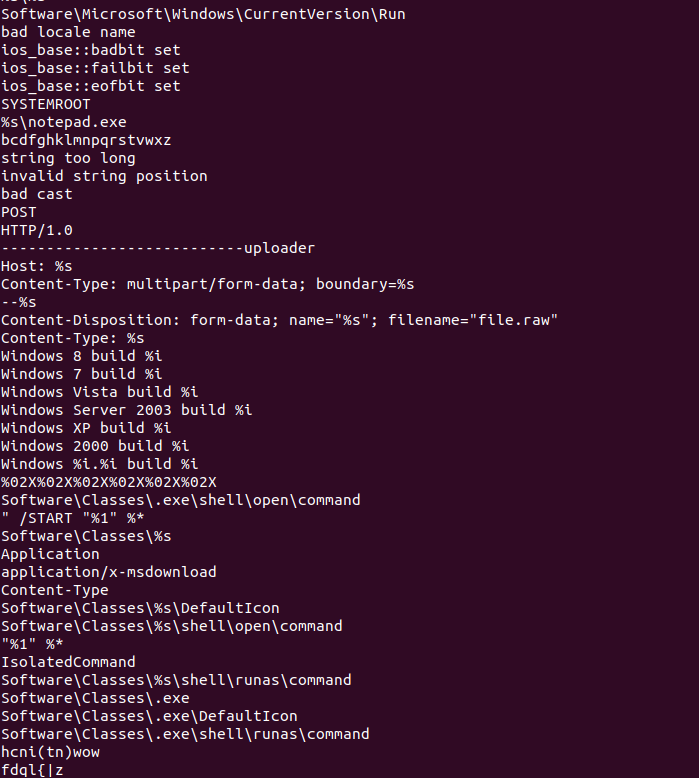 Software\Microsoft\Windows\CurrentVersion\Run
bad locale name
ios_base::badbit set
ios_base::failbit set
ios_base::eofbit set
SYSTEMROOT
%s\notepad.exe
bcdfghklmnpqrstvwxz
string too long
invalid string position
bad cast
POST
HTTP/1.0
---------------------------uploader
Host: %s
Content-Type: multipart/form-data; boundary=%s
--%s
Content-Disposition: form-data; name="%s"; filename="file.raw"
Content-Type: %s
Windows 8 build %i
Windows 7 build %i
Windows Vista build %i
Windows Server 2003 build %i
Windows XP build %i
Windows 2000 build %i
Windows %i.%i build %i
%02X%02X%02X%02X%02X%02X
Software\Classes\.exe\shell\open\command
" /START "%1" %*
Software\Classes\%s
Application
application/x-msdownload
Content-Type
Software\Classes\%s\DefaultIcon
Software\Classes\%s\shell\open\command
"%1" %*
IsolatedCommand
Software\Classes\%s\shell\runas\command
Software\Classes\.exe
Software\Classes\.exe\DefaultIcon
Software\Classes\.exe\shell\runas\command
hcni(tn)wow